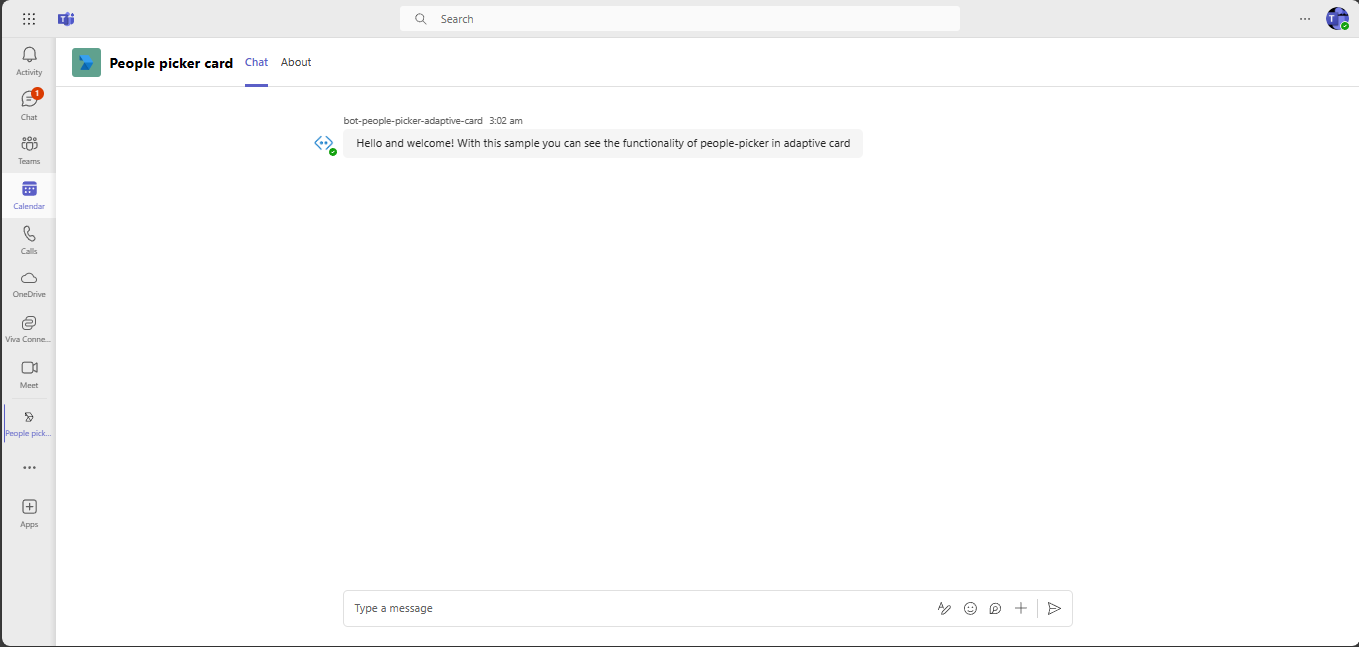 Search
Activity
1
Chat
Teams
Calendar
Calls
OneDrive
Viva Conne...
Meet
People pick...
Apps
People picker card Chat About
bot-people-picker-adaptive-card 3:02 am
Hello and welcome! With this sample you can see the functionality of people-picker in adaptive card
Type a message